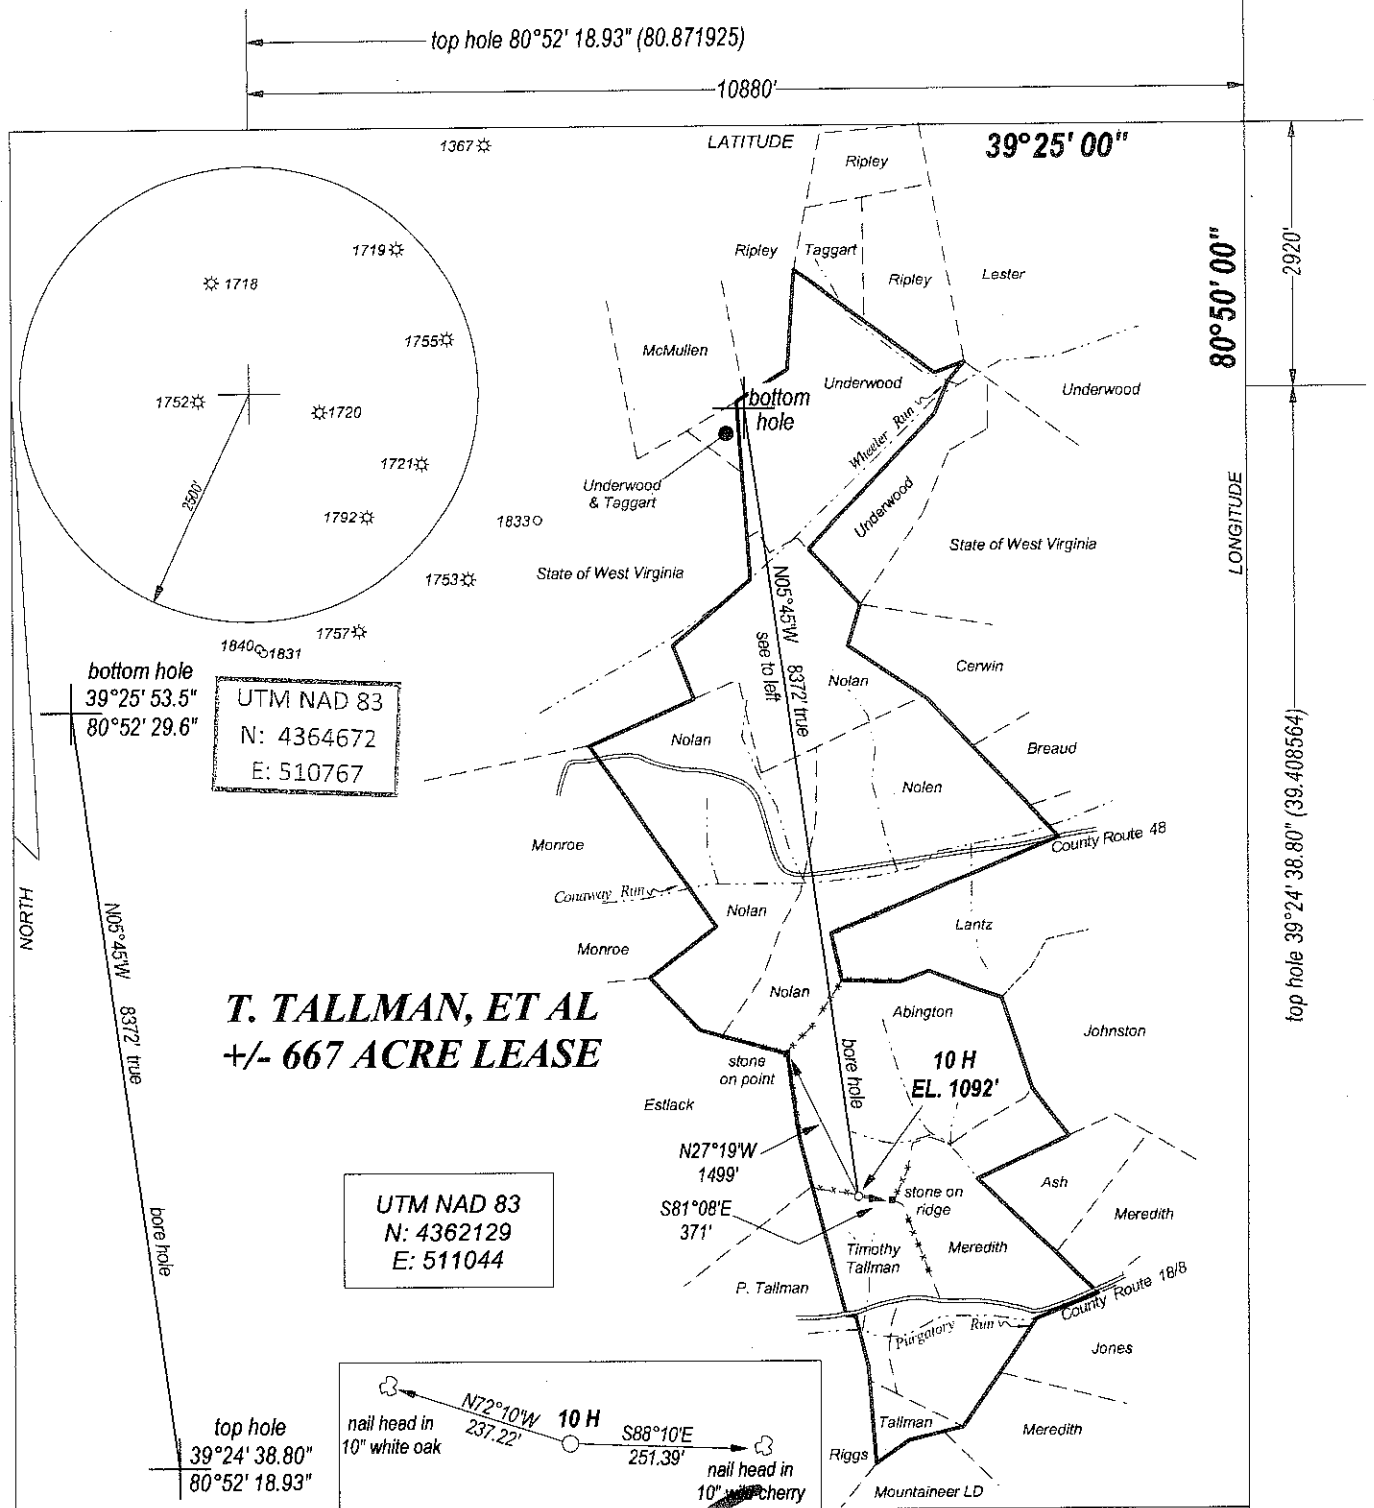 top hole 80°52' 18.93" (80.871925)
10880'
LATITUDE
39°25' 00"
1367
Ripley
1719
1718
Ripley
Taggart
Ripley
Lester
80°50' 00"
2920'
1755
McMullen
Underwood
Underwood
1752
1720
bottom
hole
Wheeler Run
1721
2500'
Underwood
& Taggart
Underwood
LONGITUDE
1792
1833
State of West Virginia
1753
State of West Virginia
N05°45'W 8372' true
see to left
1757
1840
1831
bottom hole
39°25' 53.5"
80°52' 29.6"
UTM NAD 83
N: 4364672
E: 510767
Cerwin
Nolan
Nolan
Breaud
Nolen
top hole 39°24' 38.80" (39.408564)
Monroe
County Route 48
Conaway Run
NORTH
Nolan
Lantz
Monroe
N05°45'W 8372' true
bore hole
Nolan
T. TALLMAN, ET AL
+/- 667 ACRE LEASE
Abington
Johnston
stone
on point
bore hole
10 H
EL. 1092'
Estlack
N27°19'W
1499'
S81°08'E
371'
stone on
ridge
Ash
Meredith
UTM NAD 83
N: 4362129
E: 511044
Timothy
Tallman
Meredith
P. Tallman
County Route 18/8
Purgatory Run
Jones
N72°10'W
237.22'
10 H
S88°10'E
251.39'
nail head in
10" white oak
nail head in
10" wild cherry
top hole
39°24' 38.80"
80°52' 18.93"
Tallman
Meredith
Riggs
Mountaineer LD